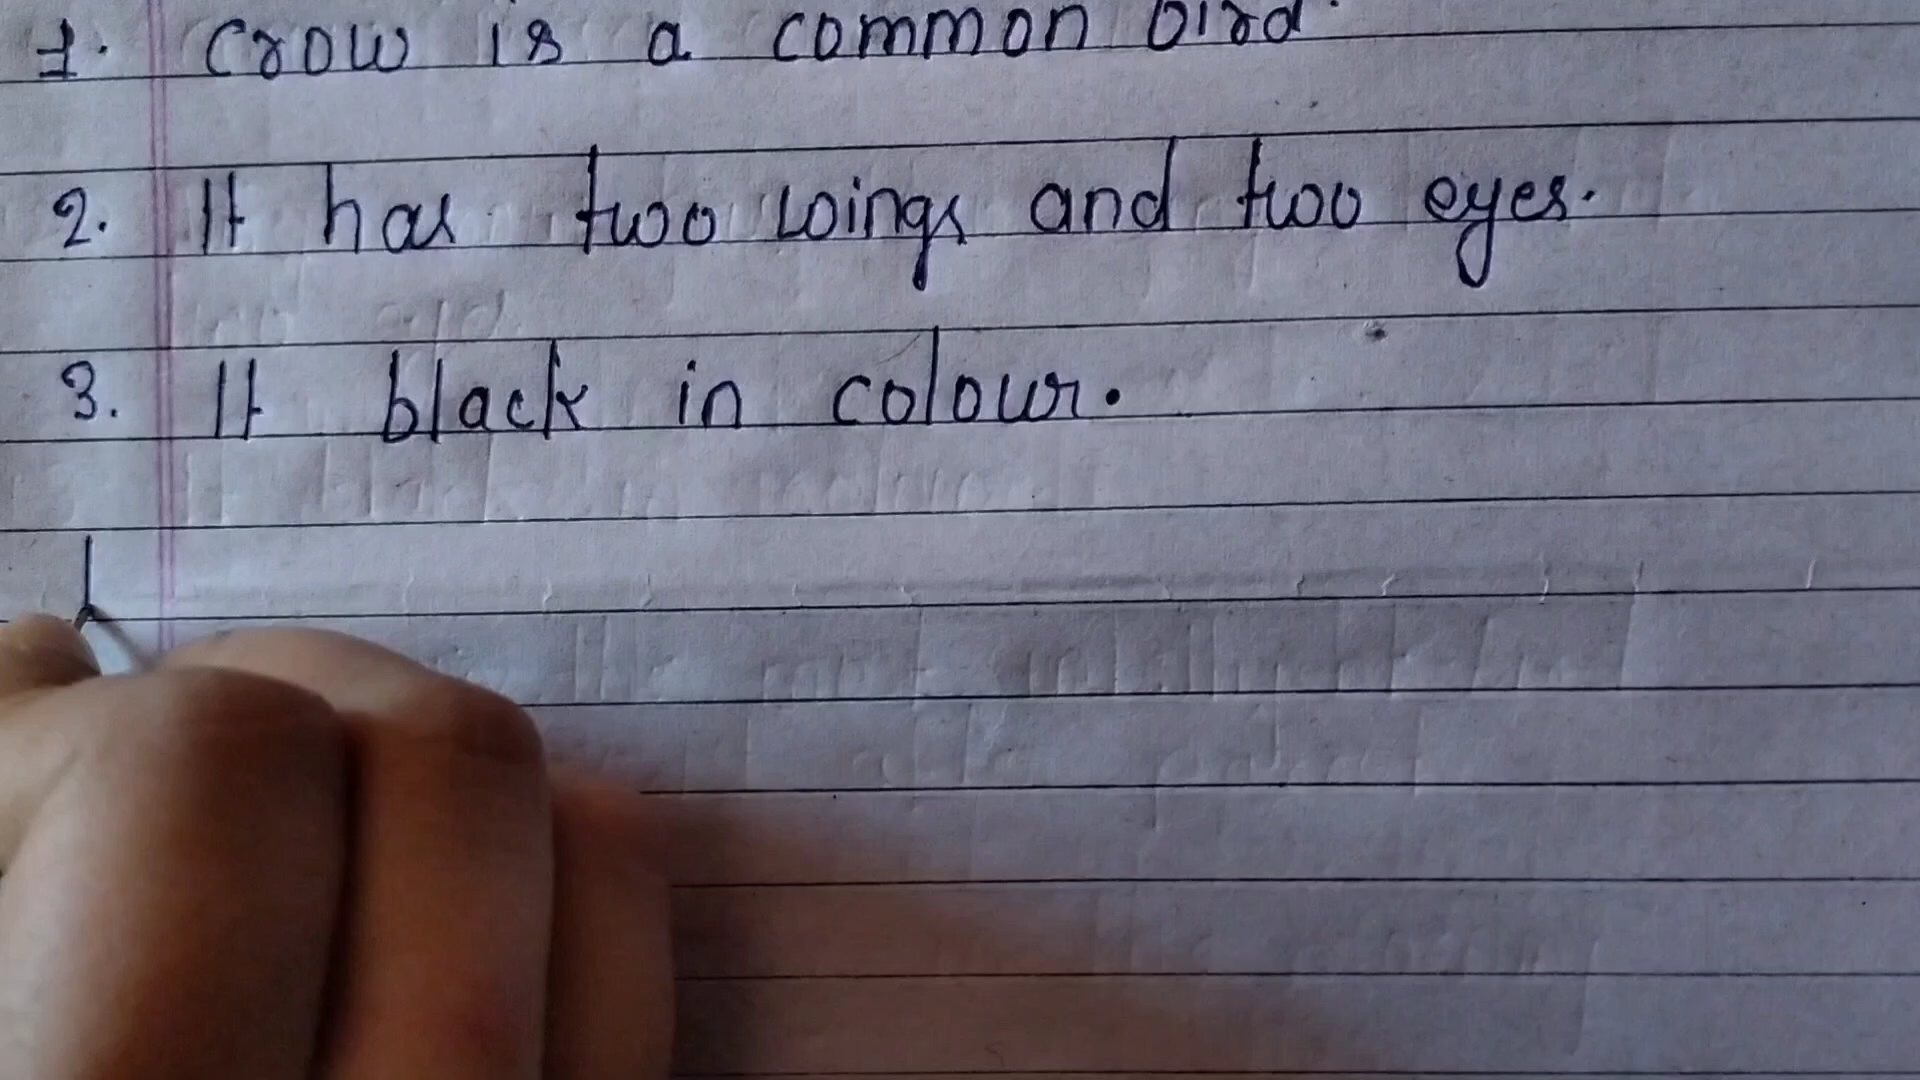 1. Crow is a common bird.
2. It has two wings and two eyes.
3. It black in colour.